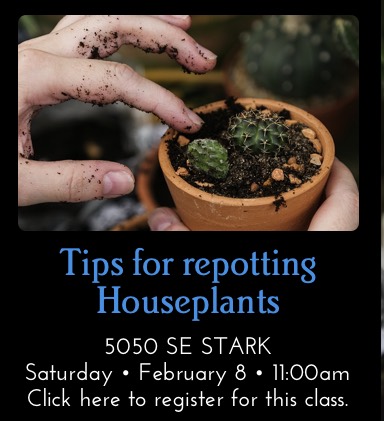 Tips for repotting
Houseplants
5050 SE STARK
Saturday • February 8 • 11:00am
Click here to register for this class.